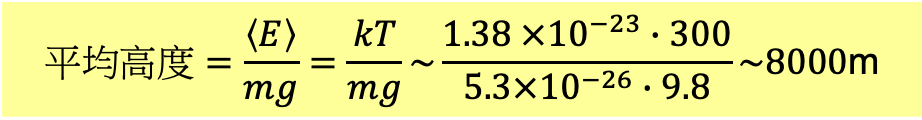 平均高度 = ⟨E⟩/mg = kT/mg ~ 1.38 ×10⁻²³ · 300/5.3×10⁻²⁶ · 9.8 ~8000m